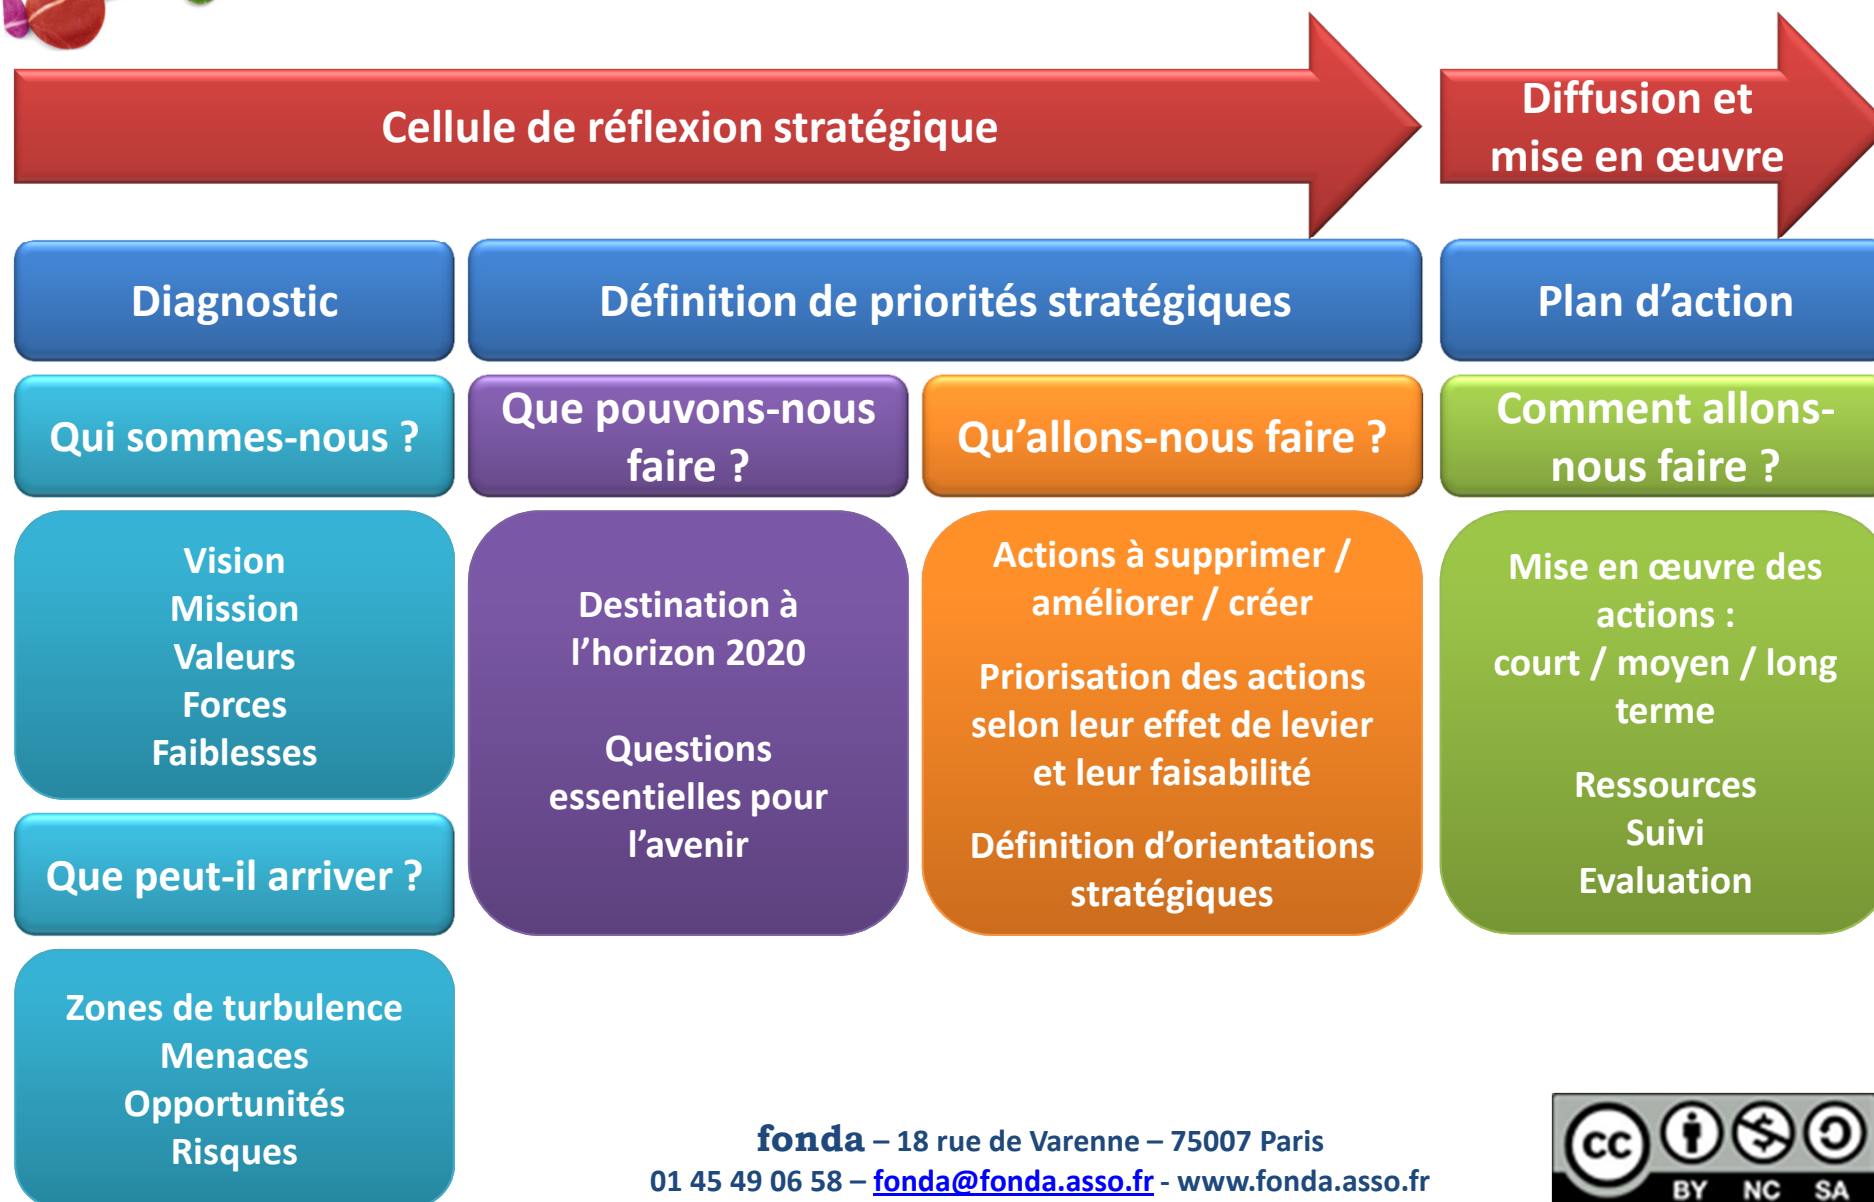 Cellule de réflexion stratégique
Diffusion et
mise en œuvre
Diagnostic
Définition de priorités stratégiques
Plan d’action
Qui sommes-nous ?
Que pouvons-nous
faire ?
Qu’allons-nous faire ?
Comment allons-
nous faire ?
Vision
Mission
Valeurs
Forces
Faiblesses
Que peut-il arriver ?
Zones de turbulence
Menaces
Opportunités
Risques
Destination à
l’horizon 2020
Questions
essentielles pour
l’avenir
Actions à supprimer /
améliorer / créer
Priorisation des actions
selon leur effet de levier
et leur faisabilité
Définition d’orientations
stratégiques
Mise en œuvre des
actions :
court / moyen / long
terme
Ressources
Suivi
Evaluation
fonda – 18 rue de Varenne – 75007 Paris
01 45 49 06 58 – fonda@fonda.asso.fr - www.fonda.asso.fr
cc
BY NC SA